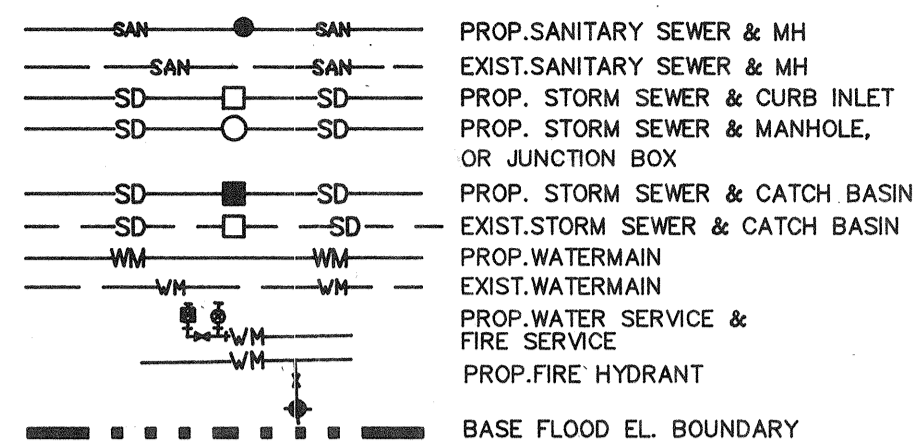 SAN SAN PROP.SANITARY SEWER & MH
SAN SAN EXIST.SANITARY SEWER & MH
SD SD PROP. STORM SEWER & CURB INLET
SD SD PROP. STORM SEWER & MANHOLE,
OR JUNCTION BOX
SD SD PROP. STORM SEWER & CATCH BASIN
SD SD EXIST.STORM SEWER & CATCH BASIN
WM WM PROP.WATERMAIN
WM WM EXIST.WATERMAIN
WM PROP.WATER SERVICE &
FIRE SERVICE
WM
PROP.FIRE HYDRANT
BASE FLOOD EL. BOUNDARY